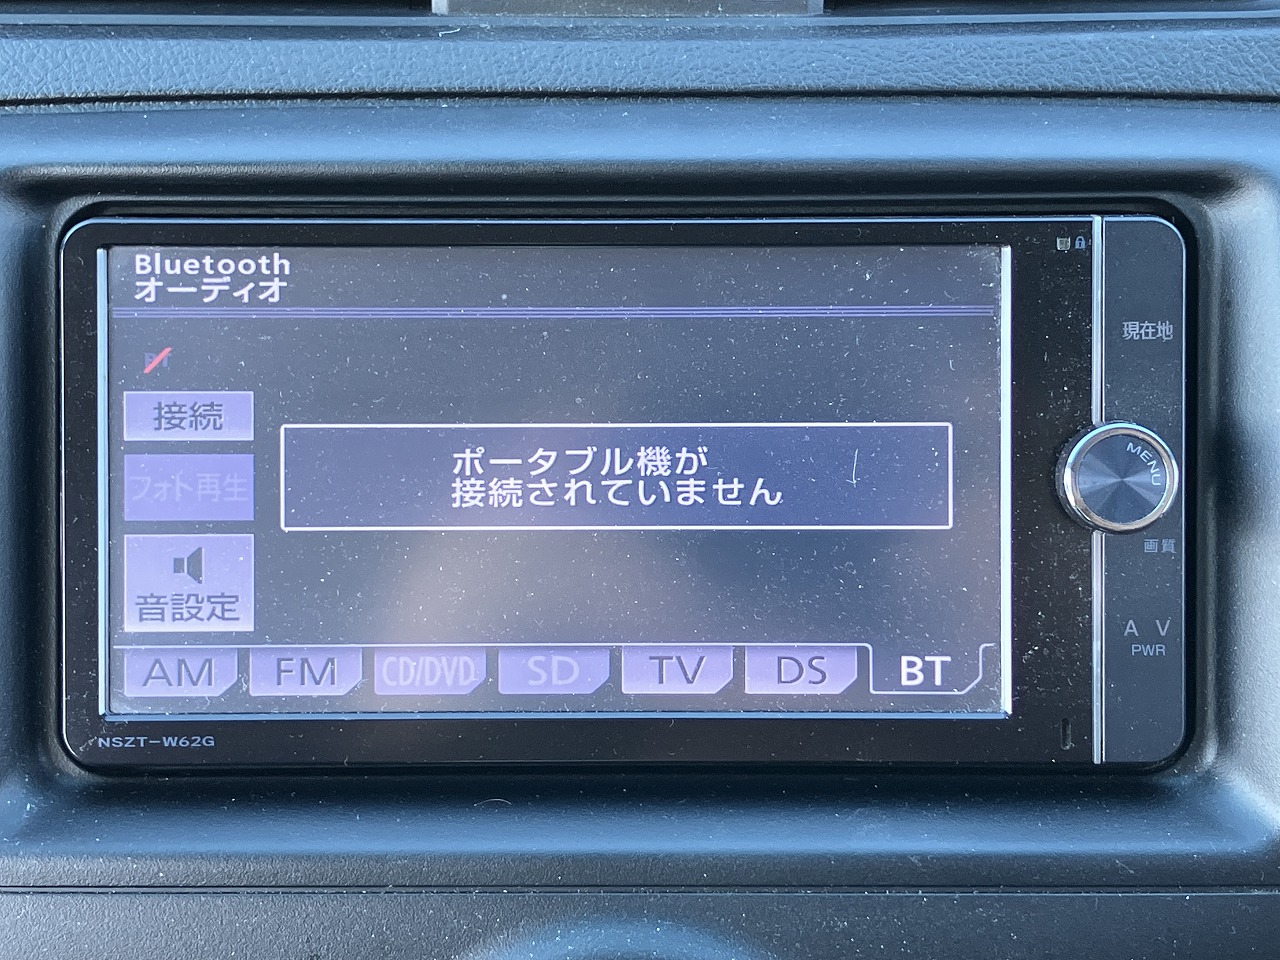 Bluetooth
オーディオ
現在地
接続
ポータブル機が
接続されていません
MENU
フォト再生
画質
音設定
A V
PWR
AM FM CD/DVD SD TV DS BT
NSZT-W62G